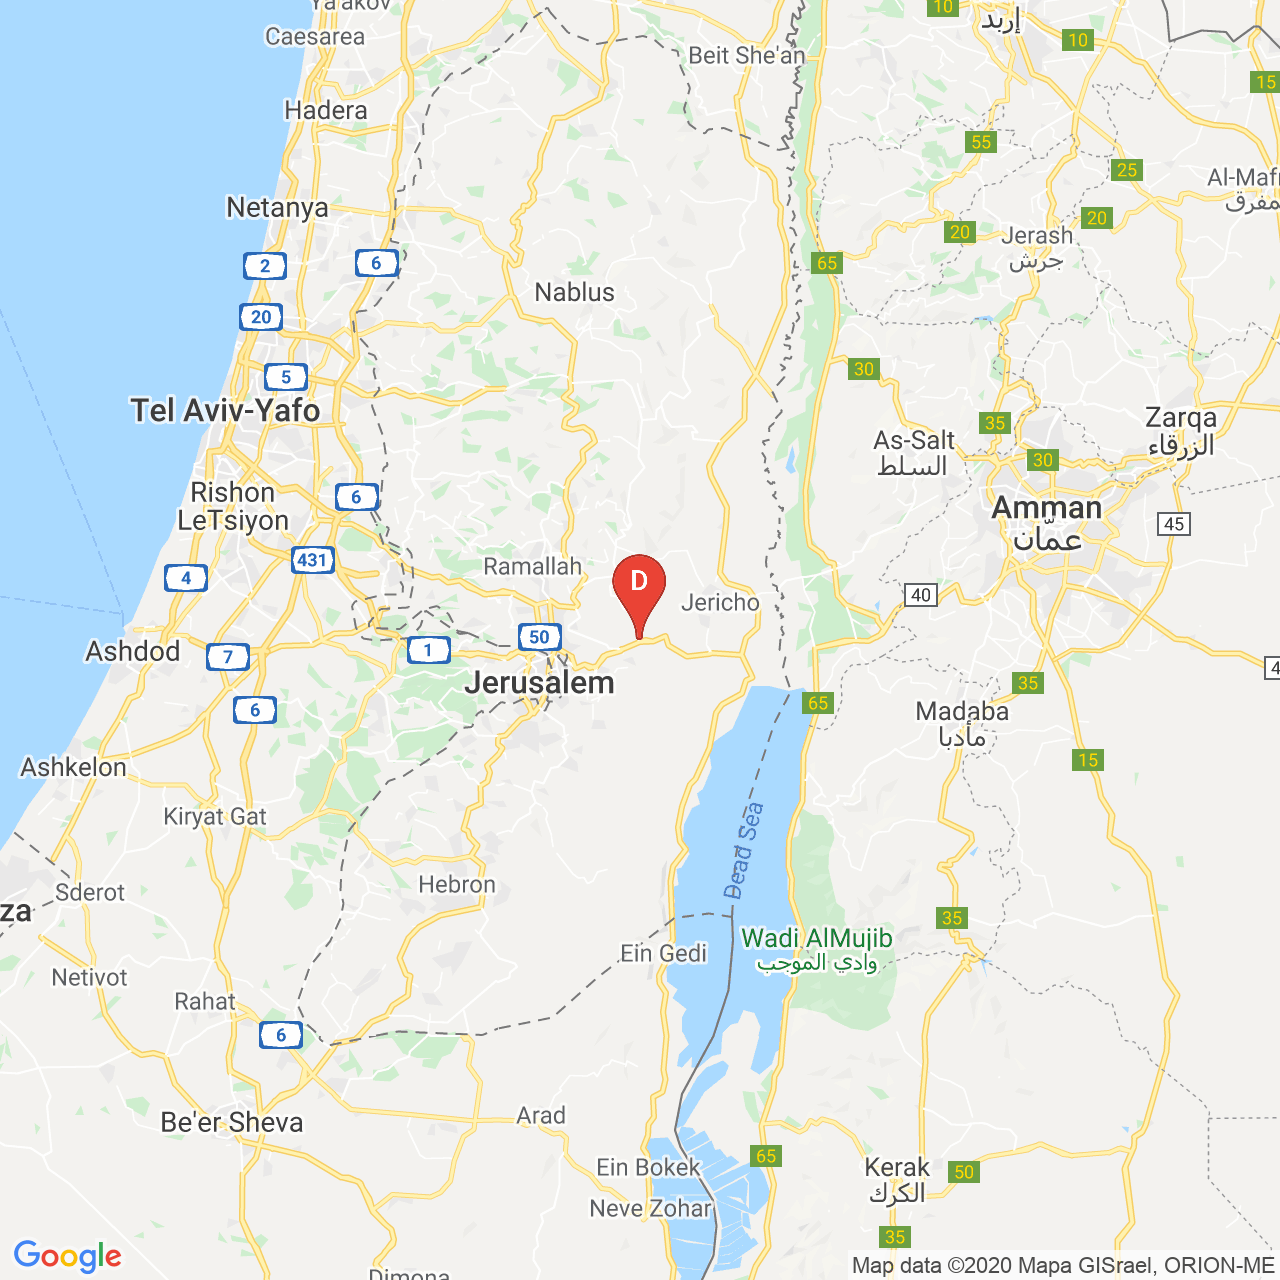 Ya'akov
Caesarea
10
إربد
10
Beit She'an
15
Hadera
55
25
Al-Mafr
Netanya
20
20
Jerash
جرش
2
6
65
Nablus
20
30
5
Tel Aviv-Yafo
35
Zarqa
الزرقاء
As-Salt
السلط
30
6
Rishon
LeTsiyon
Amman
عمّان
45
431
4
Ramallah
D
Jericho
40
50
Ashdod
7
1
Jerusalem
35
4
6
65
Madaba
مأدبا
Ashkelon
15
Kiryat Gat
Dead Sea
Hebron
Sderot
za
35
Wadi AlMujib
وادي الموجب
Ein Gedi
Netivot
Rahat
6
Be'er Sheva
Arad
65
Ein Bokek
Kerak
الكرك
50
Neve Zohar
35
Google
Dimona
Map data ©2020 Mapa GISrael, ORION-ME